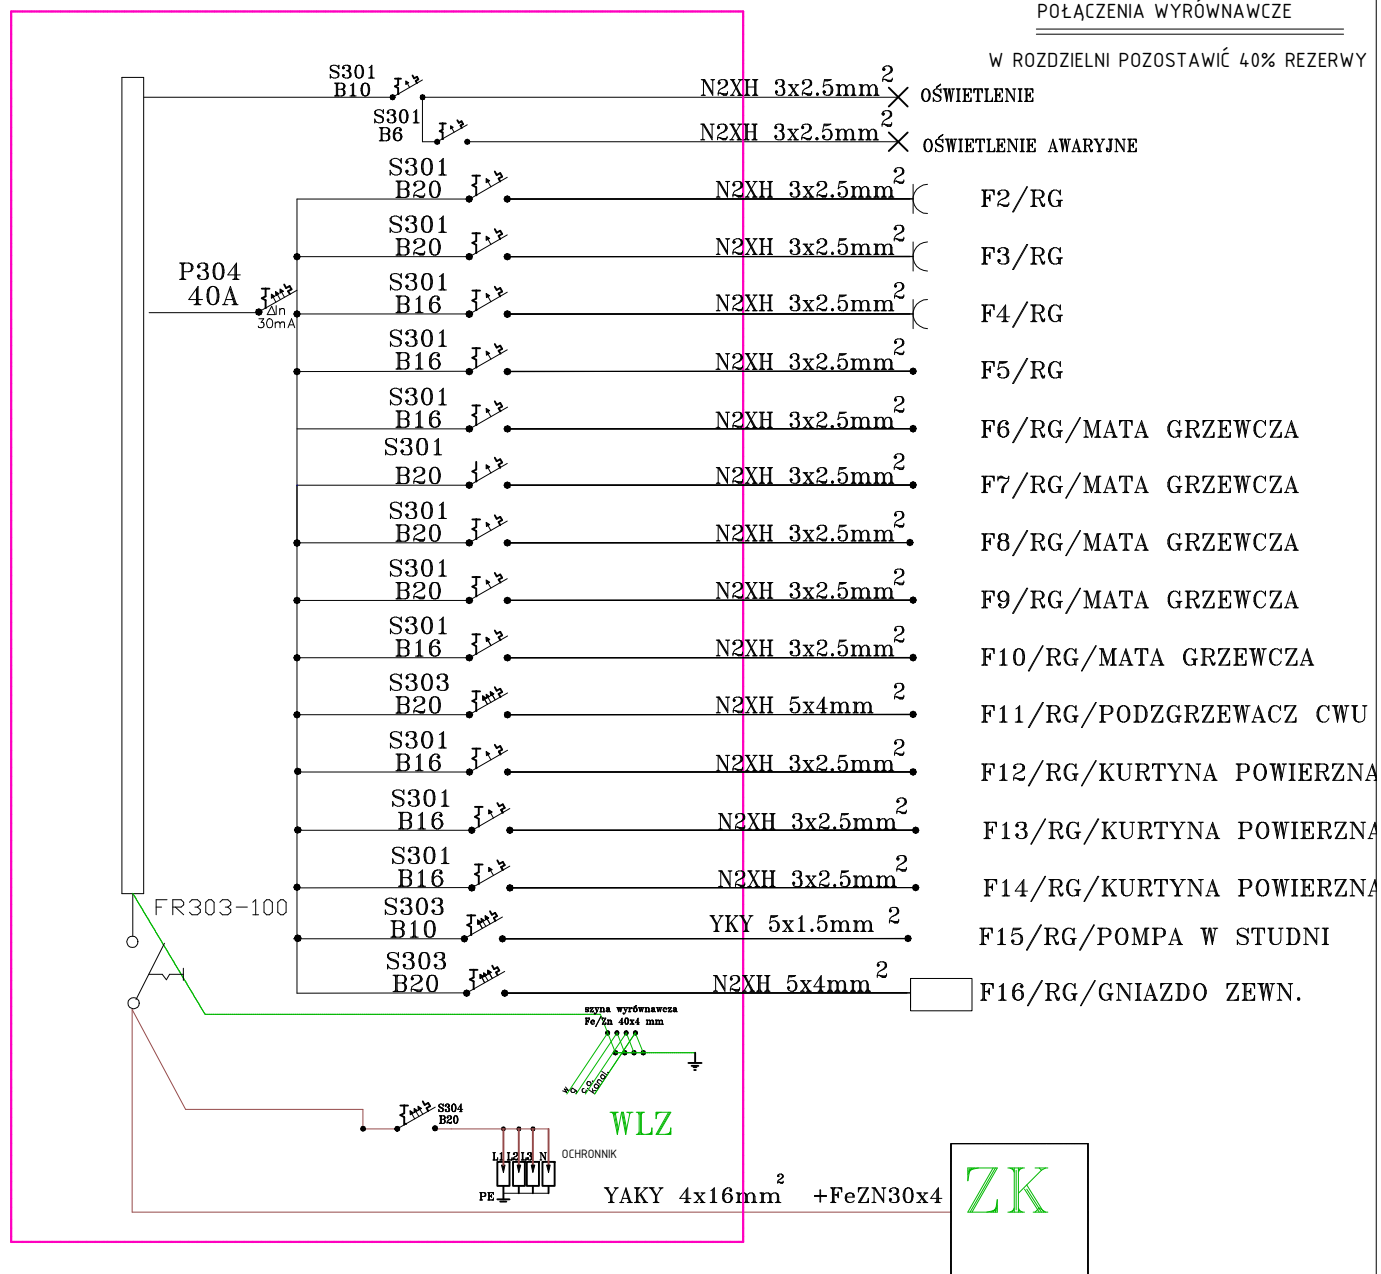 POŁĄCZENIA WYRÓWNAWCZE
W ROZDZIELNI POZOSTAWIĆ 40% REZERWY
S301
B10
N2XH 3x2.5mm²
OŚWIETLENIE
S301
B6
N2XH 3x2.5mm²
OŚWIETLENIE AWARYJNE
S301
B20
N2XH 3x2.5mm²
F2/RG
S301
B20
N2XH 3x2.5mm²
F3/RG
P304
40A
ΔIn
30mA
S301
B16
N2XH 3x2.5mm²
F4/RG
S301
B16
N2XH 3x2.5mm²
F5/RG
S301
B16
N2XH 3x2.5mm²
F6/RG/MATA GRZEWCZA
S301
B20
N2XH 3x2.5mm²
F7/RG/MATA GRZEWCZA
S301
B20
N2XH 3x2.5mm²
F8/RG/MATA GRZEWCZA
S301
B20
N2XH 3x2.5mm²
F9/RG/MATA GRZEWCZA
S301
B16
N2XH 3x2.5mm²
F10/RG/MATA GRZEWCZA
S303
B20
N2XH 5x4mm²
F11/RG/PODZGRZEWACZ CWU
S301
B16
N2XH 3x2.5mm²
F12/RG/KURTYNA POWIERZNA
S301
B16
N2XH 3x2.5mm²
F13/RG/KURTYNA POWIERZNA
S301
B16
N2XH 3x2.5mm²
F14/RG/KURTYNA POWIERZNA
FR303-100
S303
B10
YKY 5x1.5mm²
F15/RG/POMPA W STUDNI
S303
B20
N2XH 5x4mm²
F16/RG/GNIAZDO ZEWN.
szyna wyrównawcza
Fe/Zn 40x4 mm
c.o.
kanal.
S304
B20
WLZ
L1 L2 L3 N
OCHRONNIK
PE
YAKY 4x16mm² +FeZN30x4
ZK